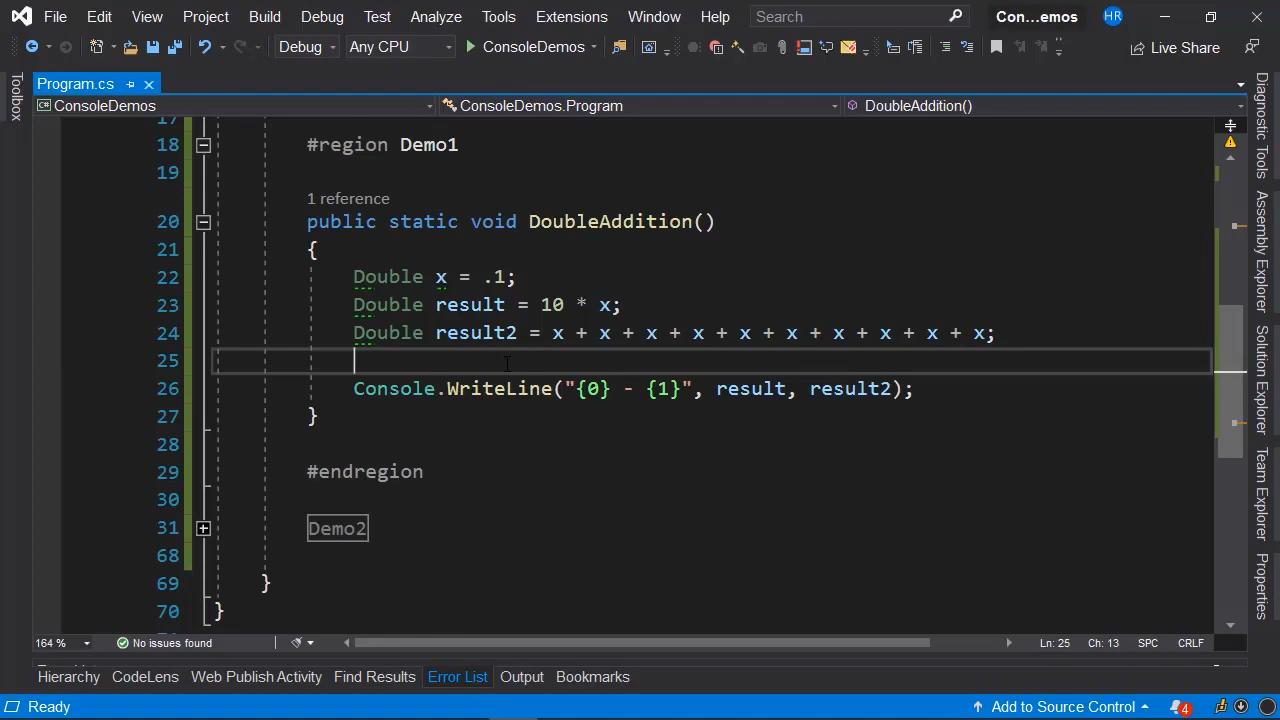 File Edit View Project Build Debug Test Analyze Tools Extensions Window Help Search Con...emos HR
Debug Any CPU ConsoleDemos Live Share
Program.cs
ConsoleDemos ConsoleDemos.Program DoubleAddition()
Toolbox
17
18 #region Demo1
19
1 reference
20 public static void DoubleAddition()
21 {
22 Double x = .1;
23 Double result = 10 * x;
24 Double result2 = x + x + x + x + x + x + x + x + x + x;
25
26 Console.WriteLine("{0} - {1}", result, result2);
27 }
28
29 #endregion
30
31 Demo2
68
69 }
70 }
Diagnostic Tools
Assembly Explorer
Solution Explorer
Team Explorer
Properties
164 % No issues found Ln: 25 Ch: 13 SPC CRLF
Hierarchy CodeLens Web Publish Activity Find Results Error List Output Bookmarks
Ready Add to Source Control 4